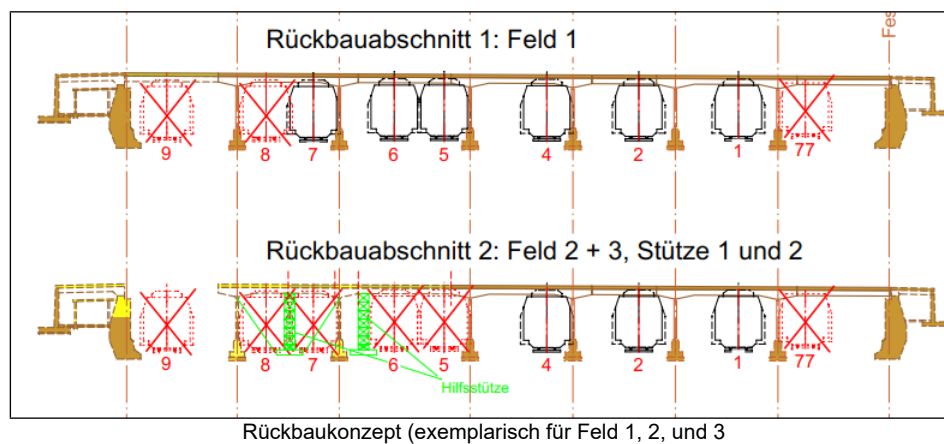 Fes
Rückbauabschnitt 1: Feld 1
9 8 7 6 5 4 2 1 77
Rückbauabschnitt 2: Feld 2 + 3, Stütze 1 und 2
9 8 7 6 5 4 2 1 77
Hilfsstütze
Rückbaukonzept (exemplarisch für Feld 1, 2, und 3